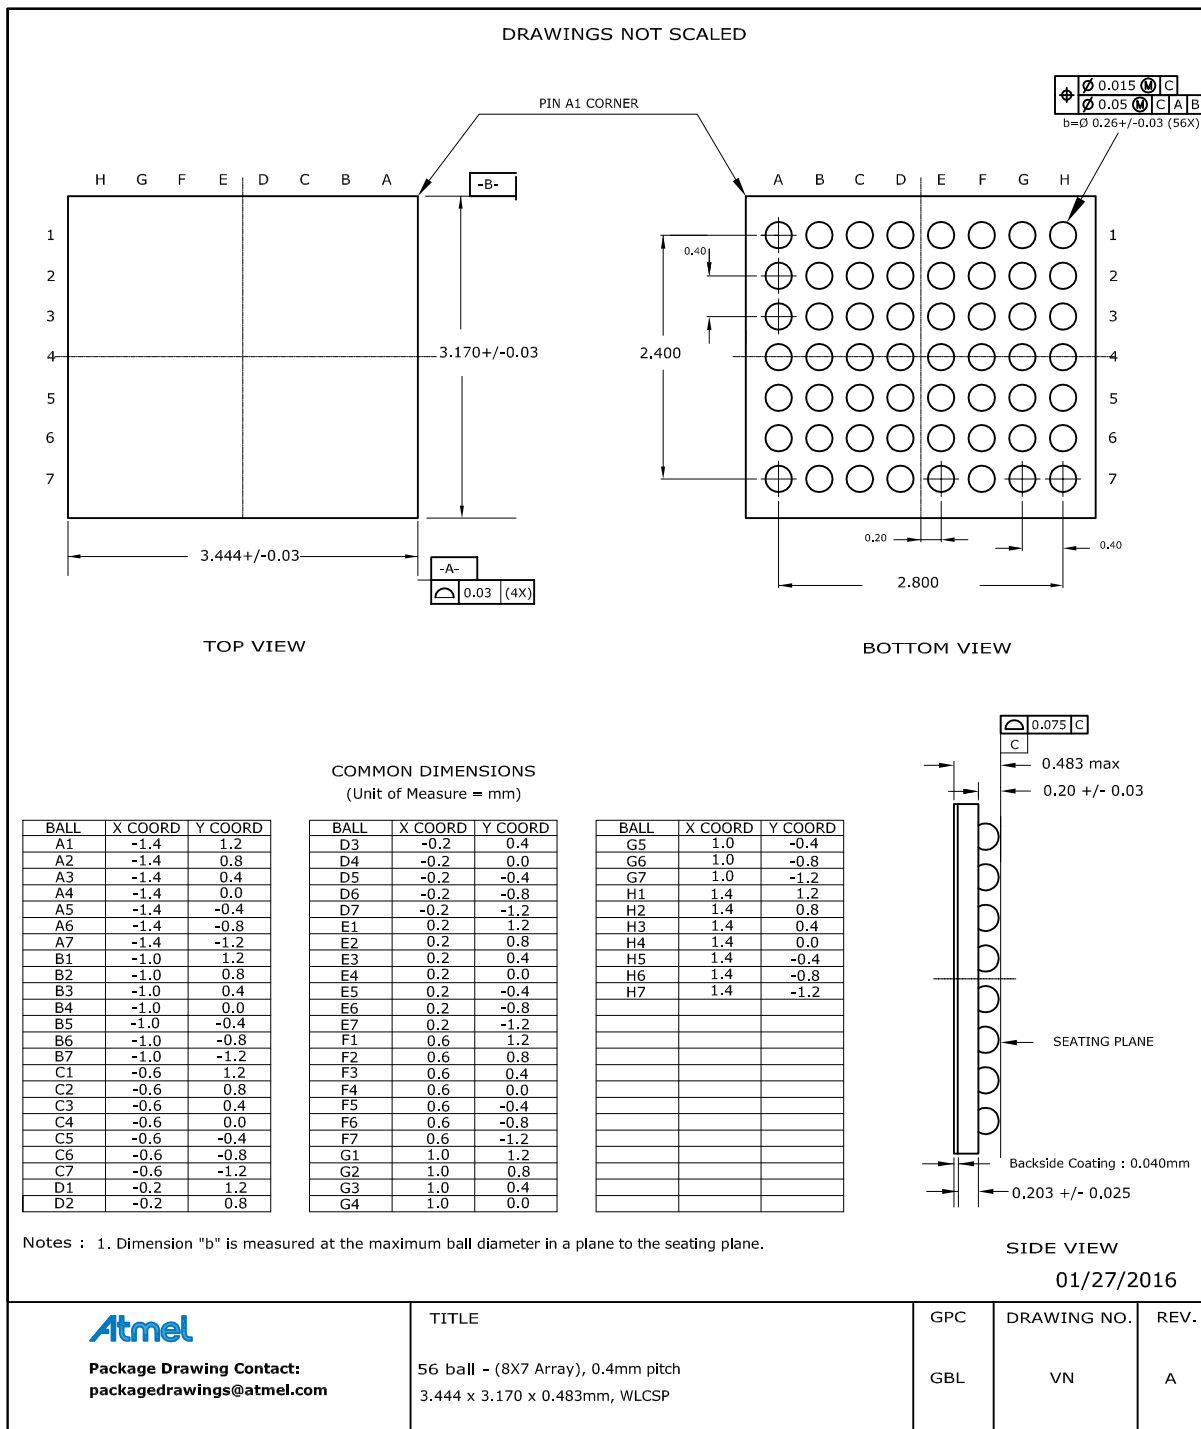 DRAWINGS NOT SCALED
PIN A1 CORNER
Ø 0.015 Ⓜ C
Ø 0.05 Ⓜ C A B
b=Ø 0.26+/-0.03 (56X)
H G F E D C B A
-B-
A B C D E F G H
1
2
3
4
5
6
7
3.170+/-0.03
3.444+/-0.03
-A-
0.03 (4X)
TOP VIEW
0.40
2.400
1
2
3
4
5
6
7
0.20
0.40
2.800
BOTTOM VIEW
COMMON DIMENSIONS
(Unit of Measure = mm)
BALL X COORD Y COORD
A1 -1.4 1.2
A2 -1.4 0.8
A3 -1.4 0.4
A4 -1.4 0.0
A5 -1.4 -0.4
A6 -1.4 -0.8
A7 -1.4 -1.2
B1 -1.0 1.2
B2 -1.0 0.8
B3 -1.0 0.4
B4 -1.0 0.0
B5 -1.0 -0.4
B6 -1.0 -0.8
B7 -1.0 -1.2
C1 -0.6 1.2
C2 -0.6 0.8
C3 -0.6 0.4
C4 -0.6 0.0
C5 -0.6 -0.4
C6 -0.6 -0.8
C7 -0.6 -1.2
D1 -0.2 1.2
D2 -0.2 0.8
BALL X COORD Y COORD
D3 -0.2 0.4
D4 -0.2 0.0
D5 -0.2 -0.4
D6 -0.2 -0.8
D7 -0.2 -1.2
E1 0.2 1.2
E2 0.2 0.8
E3 0.2 0.4
E4 0.2 0.0
E5 0.2 -0.4
E6 0.2 -0.8
E7 0.2 -1.2
F1 0.6 1.2
F2 0.6 0.8
F3 0.6 0.4
F4 0.6 0.0
F5 0.6 -0.4
F6 0.6 -0.8
F7 0.6 -1.2
G1 1.0 1.2
G2 1.0 0.8
G3 1.0 0.4
G4 1.0 0.0
BALL X COORD Y COORD
G5 1.0 -0.4
G6 1.0 -0.8
G7 1.0 -1.2
H1 1.4 1.2
H2 1.4 0.8
H3 1.4 0.4
H4 1.4 0.0
H5 1.4 -0.4
H6 1.4 -0.8
H7 1.4 -1.2
0.075 C
C
0.483 max
0.20 +/- 0.03
SEATING PLANE
Backside Coating : 0.040mm
0.203 +/- 0.025
SIDE VIEW
Notes : 1. Dimension "b" is measured at the maximum ball diameter in a plane to the seating plane.
01/27/2016
Atmel
Package Drawing Contact:
packagedrawings@atmel.com
TITLE
56 ball - (8X7 Array), 0.4mm pitch
3.444 x 3.170 x 0.483mm, WLCSP
GPC
GBL
DRAWING NO.
VN
REV.
A